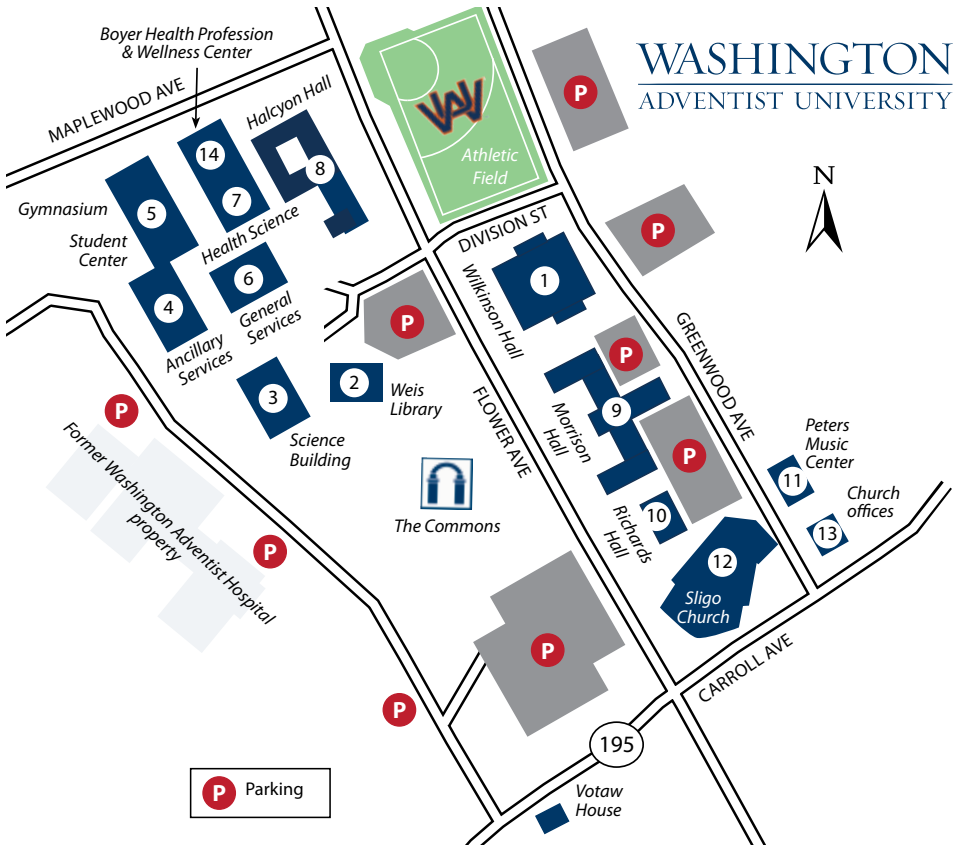 Boyer Health Profession
& Wellness Center
WASHINGTON
ADVENTIST UNIVERSITY
MAPLEWOOD AVE
Halcyon Hall
P
WAU
Athletic
Field
14
8
N
Gymnasium
5
7
Student
Center
Health Science
DIVISION ST
P
6
General
Services
4
Ancillary
Services
Wilkinson Hall
1
P
P
GREENWOOD AVE
3
Science
Building
2
Weis
Library
FLOWER AVE
Morrison
Hall
9
P
P
Former Washington Adventist Hospital
property
The Commons
Peters
Music
Center
11
Church
offices
13
10
Richards
Hall
12
Sligo
Church
P
P
P
CARROLL AVE
195
P Parking
Votaw
House